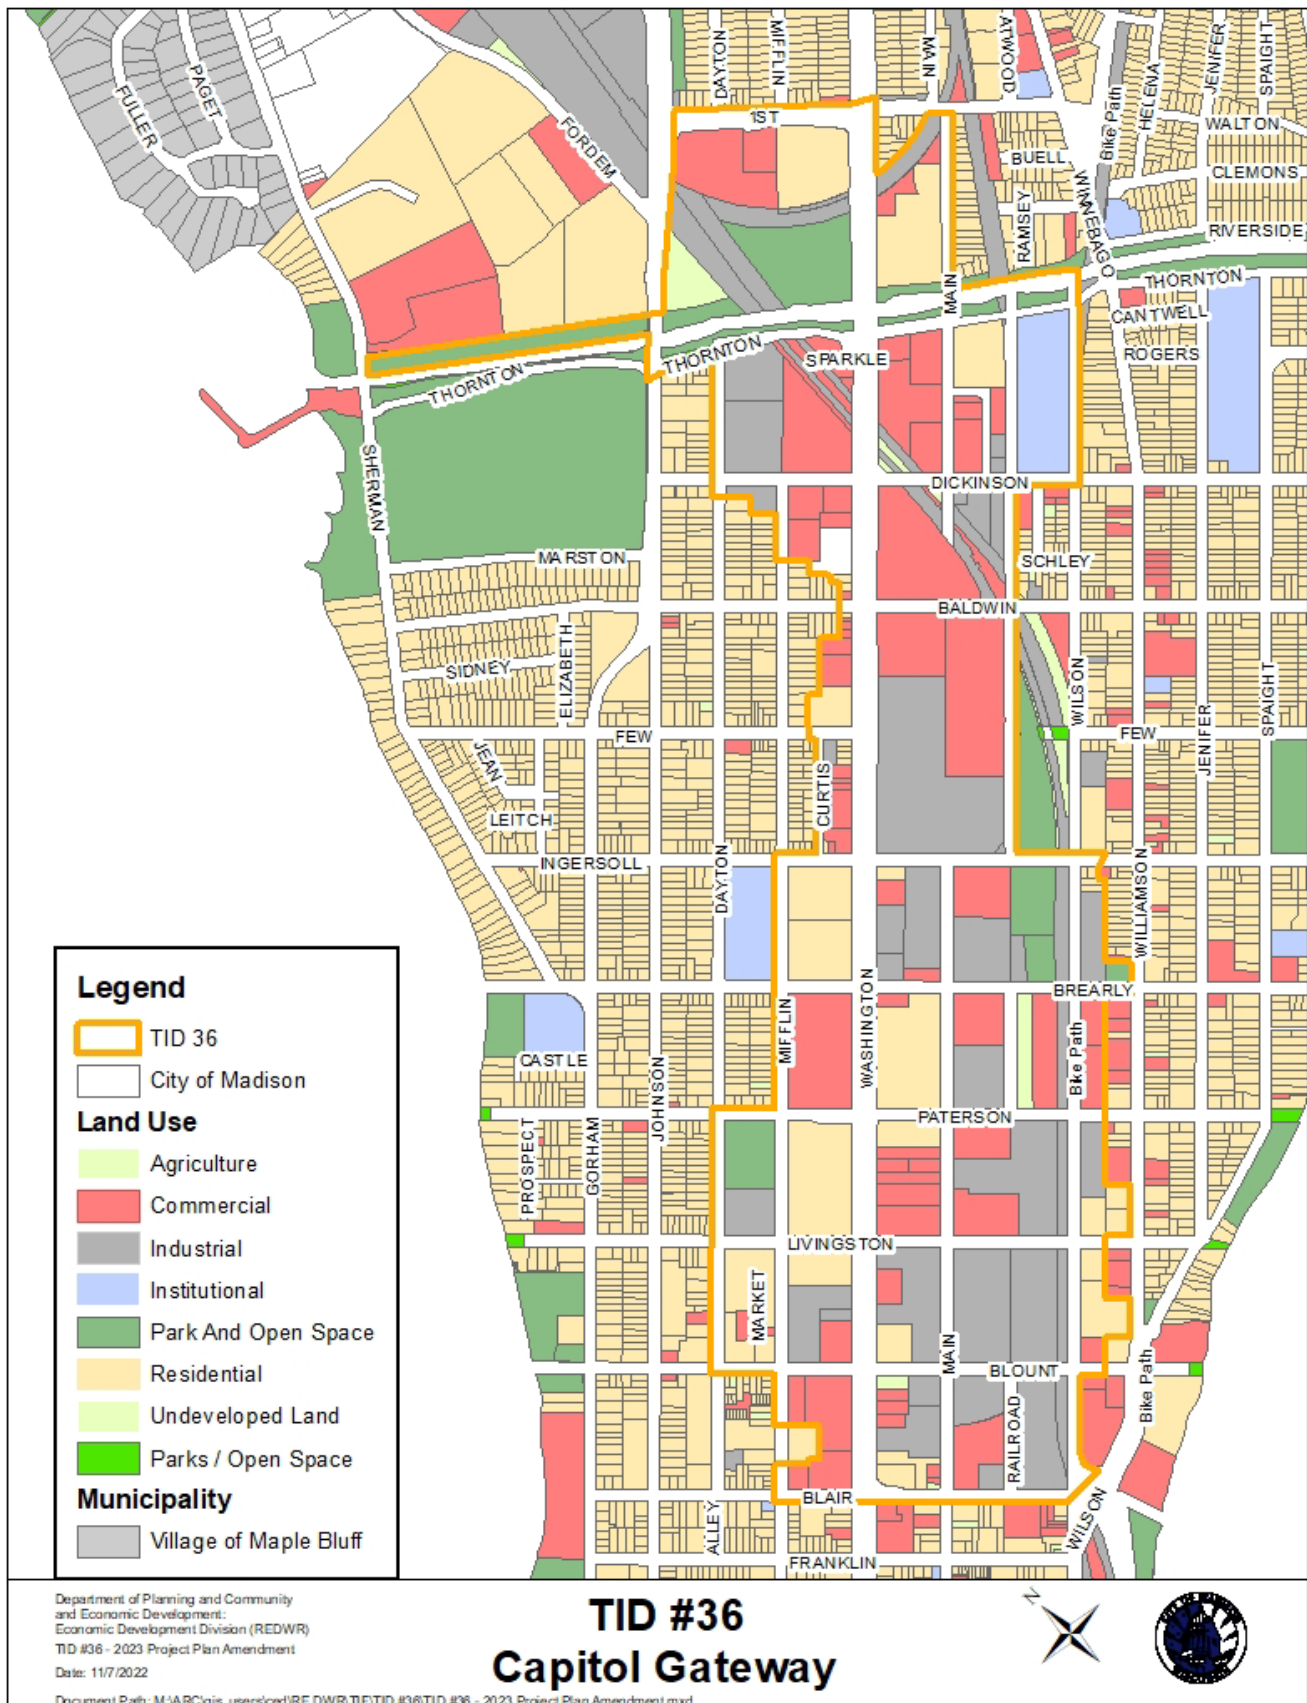 DAYTON
MIFFLIN
MAIN
ATWOOD
JENIFER
SPAIGHT
PAGET
FULLER
FORDEM
1ST
Bike Path
HELENA
WALTON
BUELL
CLEMONS
WINNEBAGO
RAMSEY
RIVERSIDE
MAIN
THORNTON
CANTWELL
THORNTON
SPARKLE
ROGERS
THORNTON
SHERMAN
DICKINSON
MARSTON
SCHLEY
BALDWIN
ELIZABETH
SIDNEY
WILSON
SPAIGHT
FEW
FEW
JENIFER
JEAN
CURTIS
LEITCH
INGERSOLL
DAYTON
WILLIAMSON
BREARLY
MIFFLIN
WASHINGTON
Bike Path
CASTLE
JOHNSON
PATERSON
PROSPECT
GORHAM
LIVINGSTON
MARKET
MAIN
BLOUNT
Bike Path
RAILROAD
BLAIR
ALLEY
WILSON
FRANKLIN
Legend
TID 36
City of Madison
Land Use
Agriculture
Commercial
Industrial
Institutional
Park And Open Space
Residential
Undeveloped Land
Parks / Open Space
Municipality
Village of Maple Bluff
Department of Planning and Community
and Economic Development:
Economic Development Division (REDWR)
TID #36 - 2023 Project Plan Amendment
Date: 11/7/2022
TID #36
Capitol Gateway
N